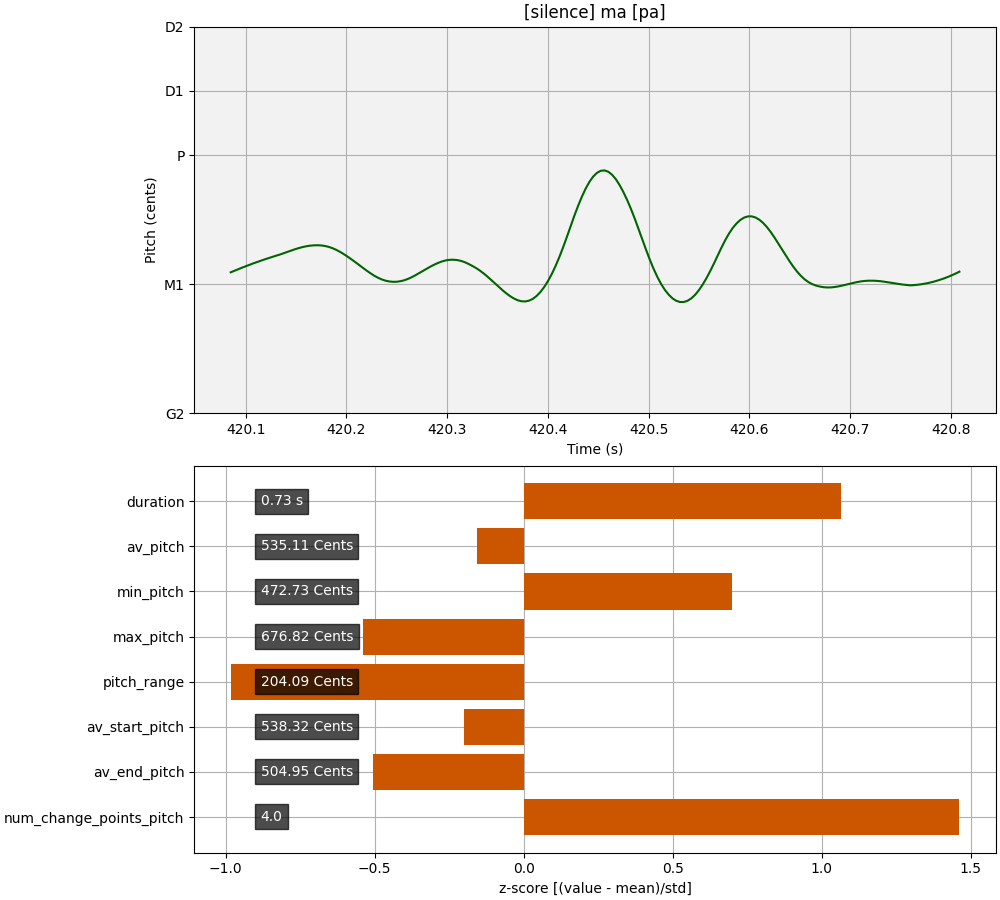 [silence] ma [pa]
D2
D1
P
M1
G2
Pitch (cents)
420.1 420.2 420.3 420.4 420.5 420.6 420.7 420.8
Time (s)
duration 0.73 s
av_pitch 535.11 Cents
min_pitch 472.73 Cents
max_pitch 676.82 Cents
pitch_range 204.09 Cents
av_start_pitch 538.32 Cents
av_end_pitch 504.95 Cents
num_change_points_pitch 4.0
−1.0 −0.5 0.0 0.5 1.0 1.5
z-score [(value - mean)/std]